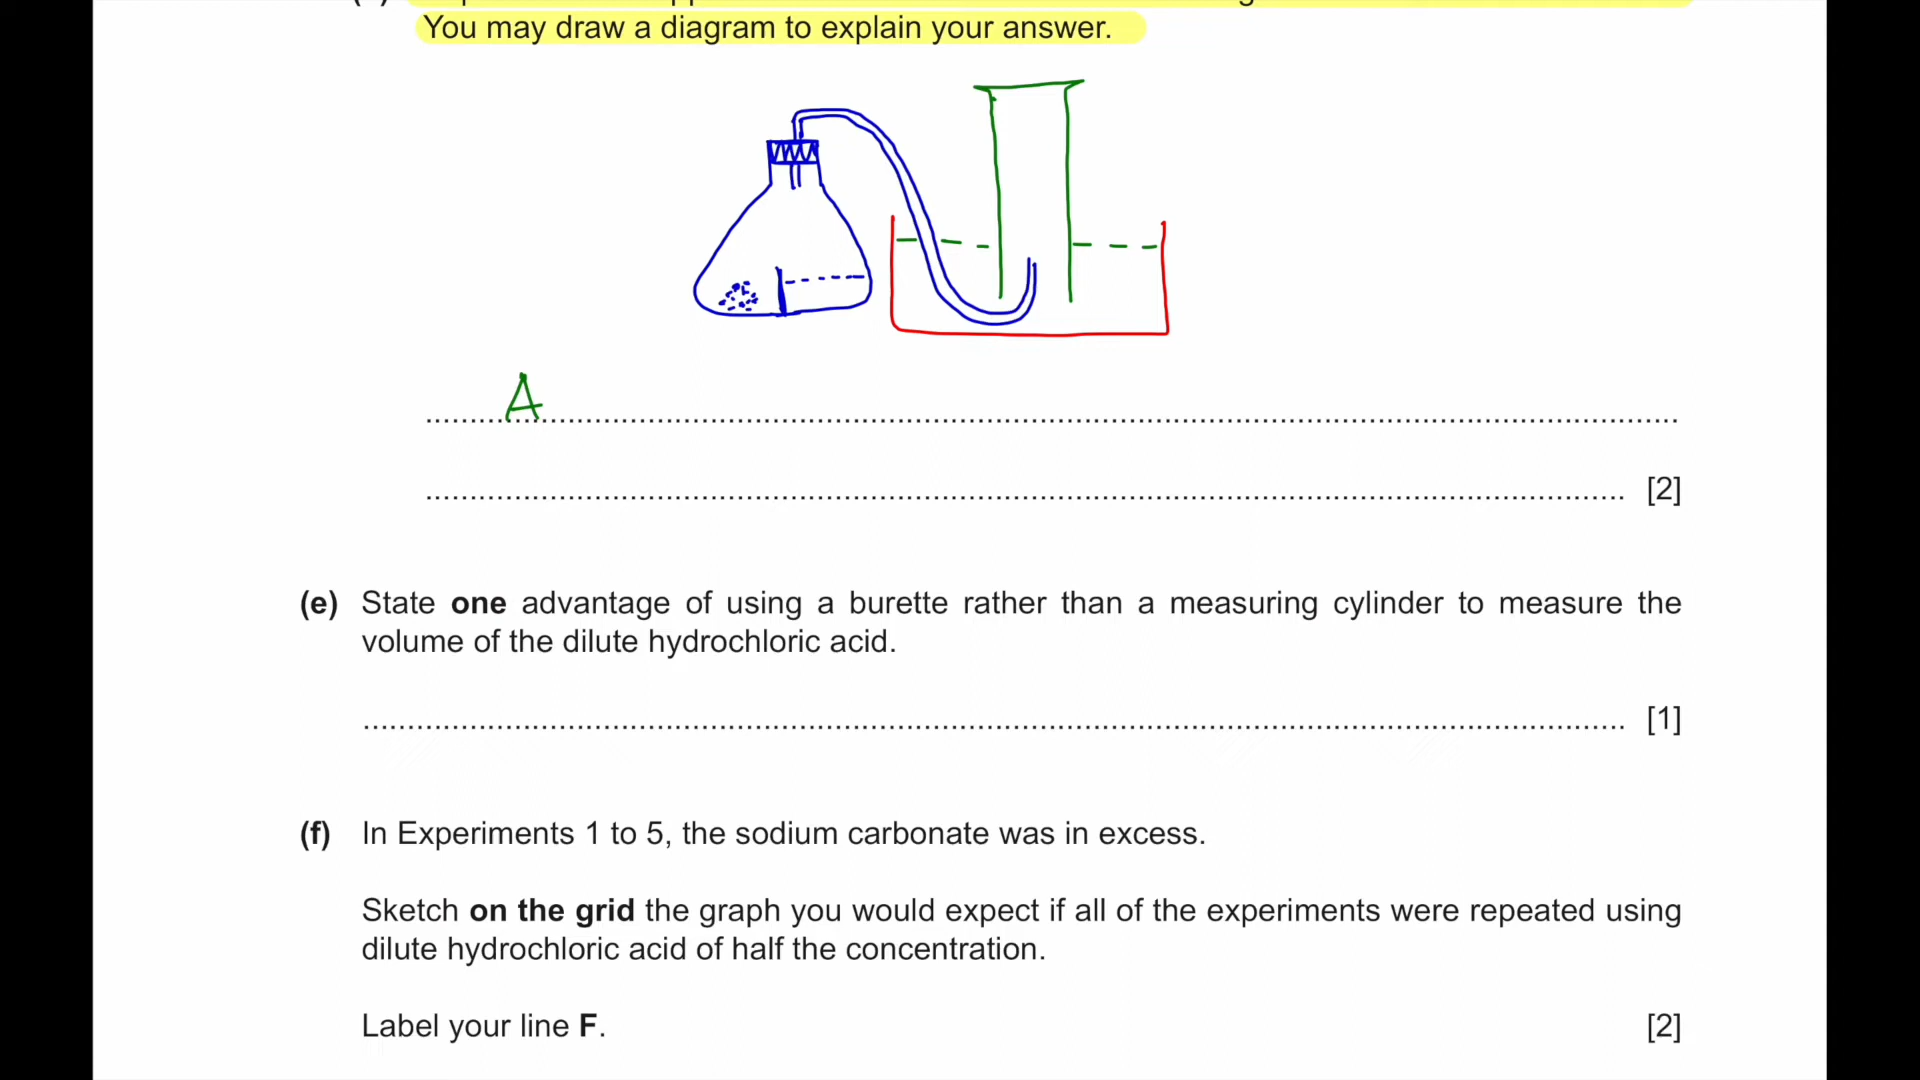 You may draw a diagram to explain your answer.
A
[2]
(e) State one advantage of using a burette rather than a measuring cylinder to measure the
volume of the dilute hydrochloric acid.
[1]
(f) In Experiments 1 to 5, the sodium carbonate was in excess.
Sketch on the grid the graph you would expect if all of the experiments were repeated using
dilute hydrochloric acid of half the concentration.
Label your line F. [2]